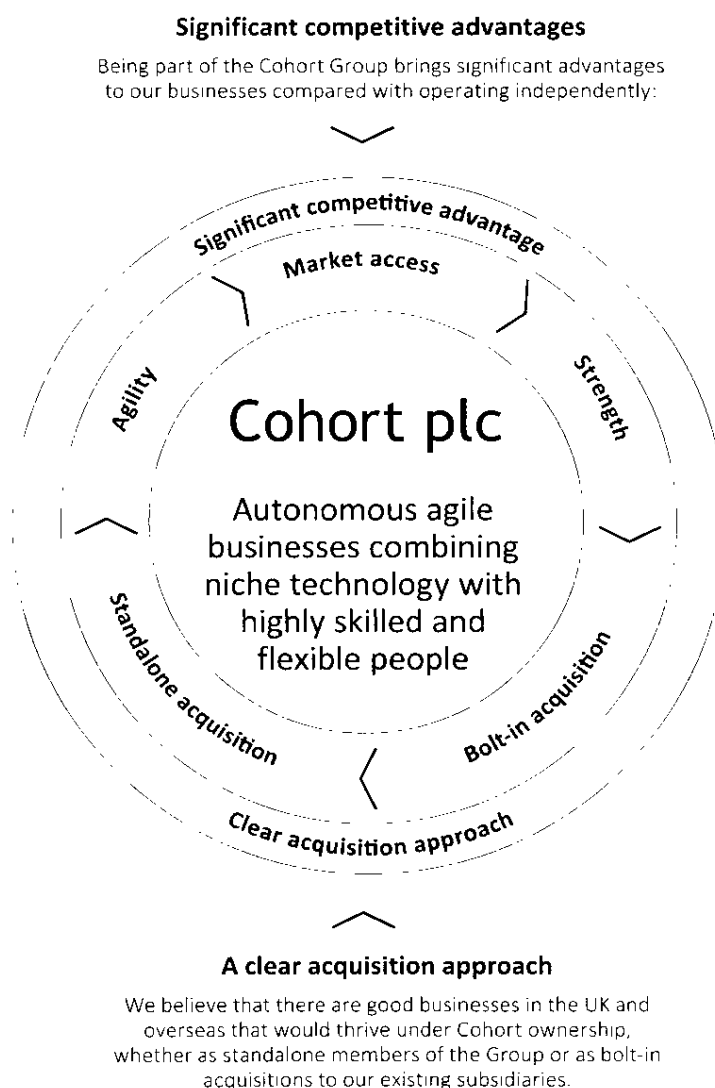 Significant competitive advantages
Being part of the Cohort Group brings significant advantages
to our businesses compared with operating independently:
Significant competitive advantage
Market access
Agility
Strength
Cohort plc
Autonomous agile
businesses combining
niche technology with
highly skilled and
flexible people
Standalone acquisition
Bolt-in acquisition
Clear acquisition approach
A clear acquisition approach
We believe that there are good businesses in the UK and
overseas that would thrive under Cohort ownership,
whether as standalone members of the Group or as bolt-in
acquisitions to our existing subsidiaries.